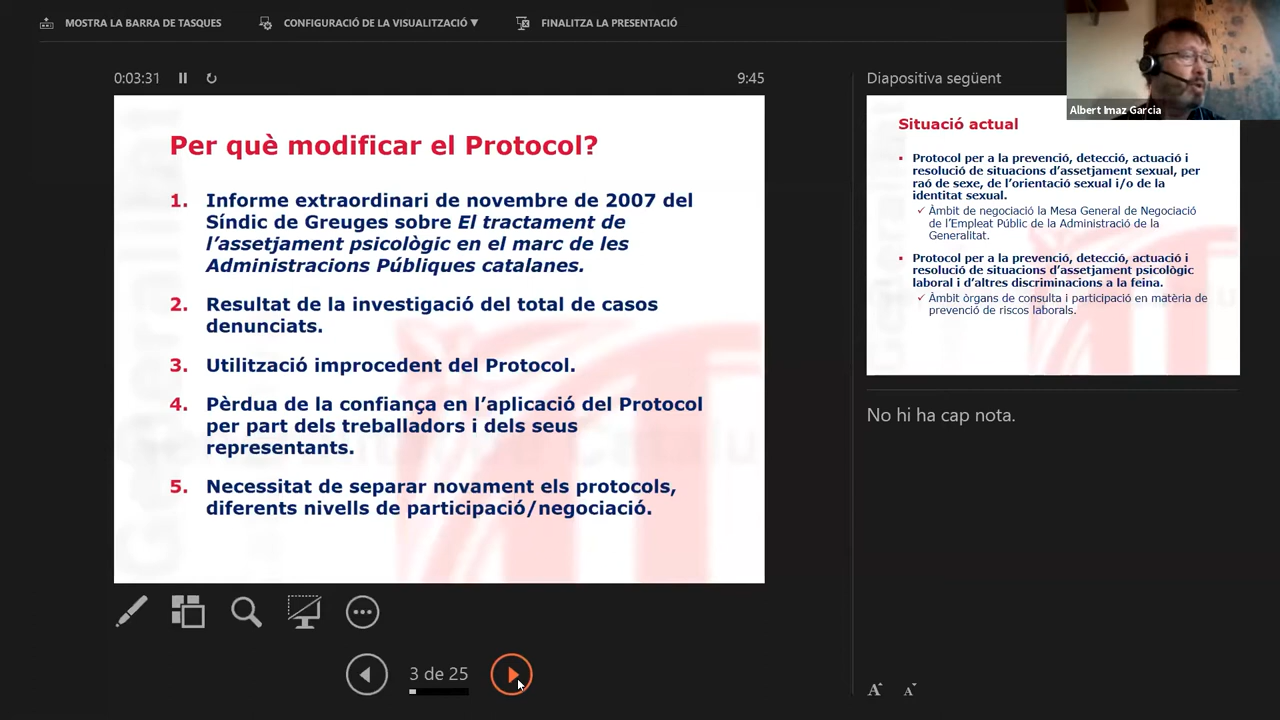 MOSTRA LA BARRA DE TASQUES
CONFIGURACIÓ DE LA VISUALITZACIÓ ▼
FINALITZA LA PRESENTACIÓ
0:03:31
9:45
Per què modificar el Protocol?
1. Informe extraordinari de novembre de 2007 del
Síndic de Greuges sobre El tractament de
l’assetjament psicològic en el marc de les
Administracions Públiques catalanes.
2. Resultat de la investigació del total de casos
denunciats.
3. Utilització improcedent del Protocol.
4. Pèrdua de la confiança en l’aplicació del Protocol
per part dels treballadors i dels seus
representants.
5. Necessitat de separar novament els protocols,
diferents nivells de participació/negociació.
3 de 25
Diapositiva següent
Albert Imaz Garcia
Situació actual
▪ Protocol per a la prevenció, detecció, actuació i
resolució de situacions d’assetjament sexual, per
raó de sexe, de l’orientació sexual i/o de la
identitat sexual.
✓ Àmbit de negociació la Mesa General de Negociació
de l’Empleat Públic de la Administració de la
Generalitat.
▪ Protocol per a la prevenció, detecció, actuació i
resolució de situacions d’assetjament psicològic
laboral i d’altres discriminacions a la feina.
✓ Àmbit òrgans de consulta i participació en matèria de
prevenció de riscos laborals.
No hi ha cap nota.
A A